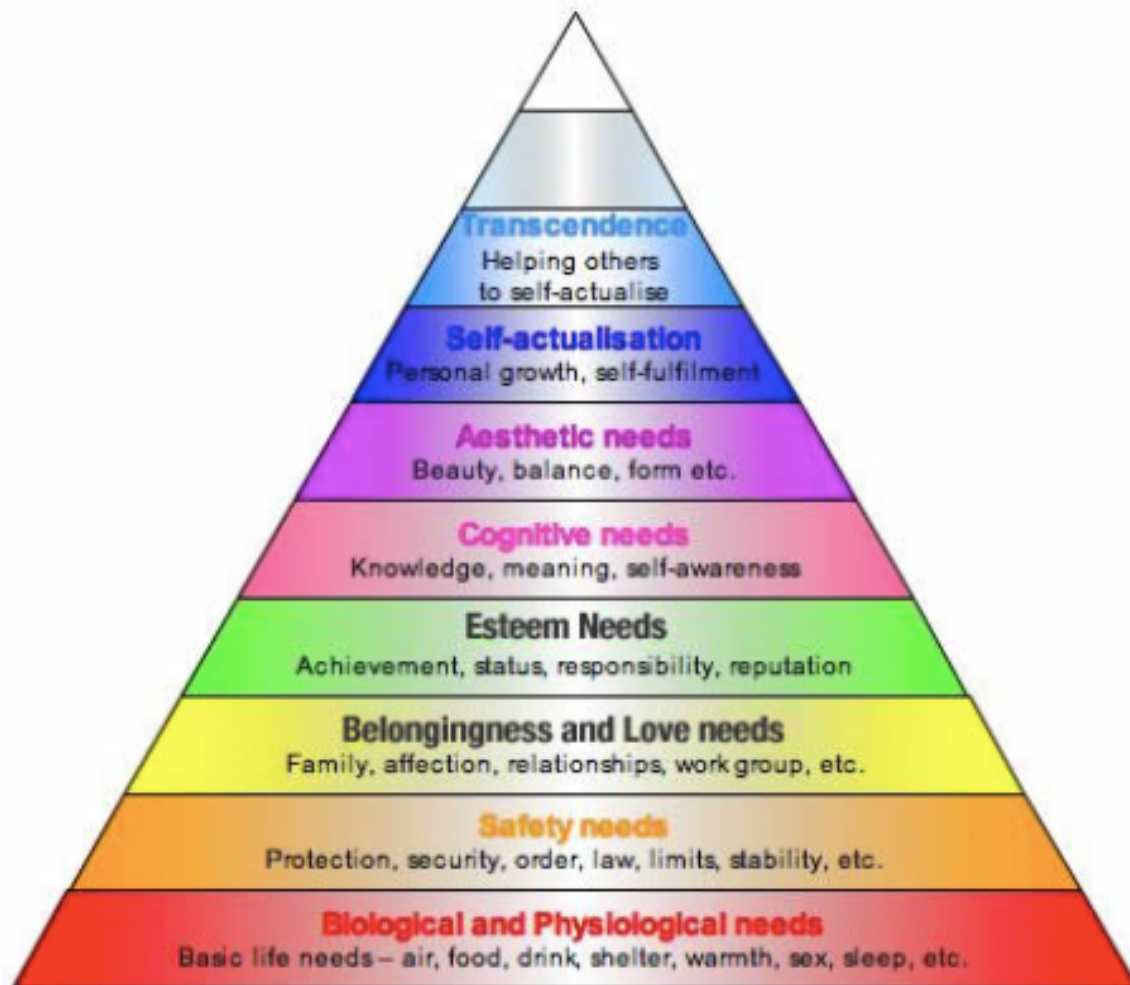 Transcendence
Helping others
to self-actualise
Self-actualisation
Personal growth, self-fulfilment
Aesthetic needs
Beauty, balance, form etc.
Cognitive needs
Knowledge, meaning, self-awareness
Esteem Needs
Achievement, status, responsibility, reputation
Belongingness and Love needs
Family, affection, relationships, work group, etc.
Safety needs
Protection, security, order, law, limits, stability, etc.
Biological and Physiological needs
Basic life needs – air, food, drink, shelter, warmth, sex, sleep, etc.